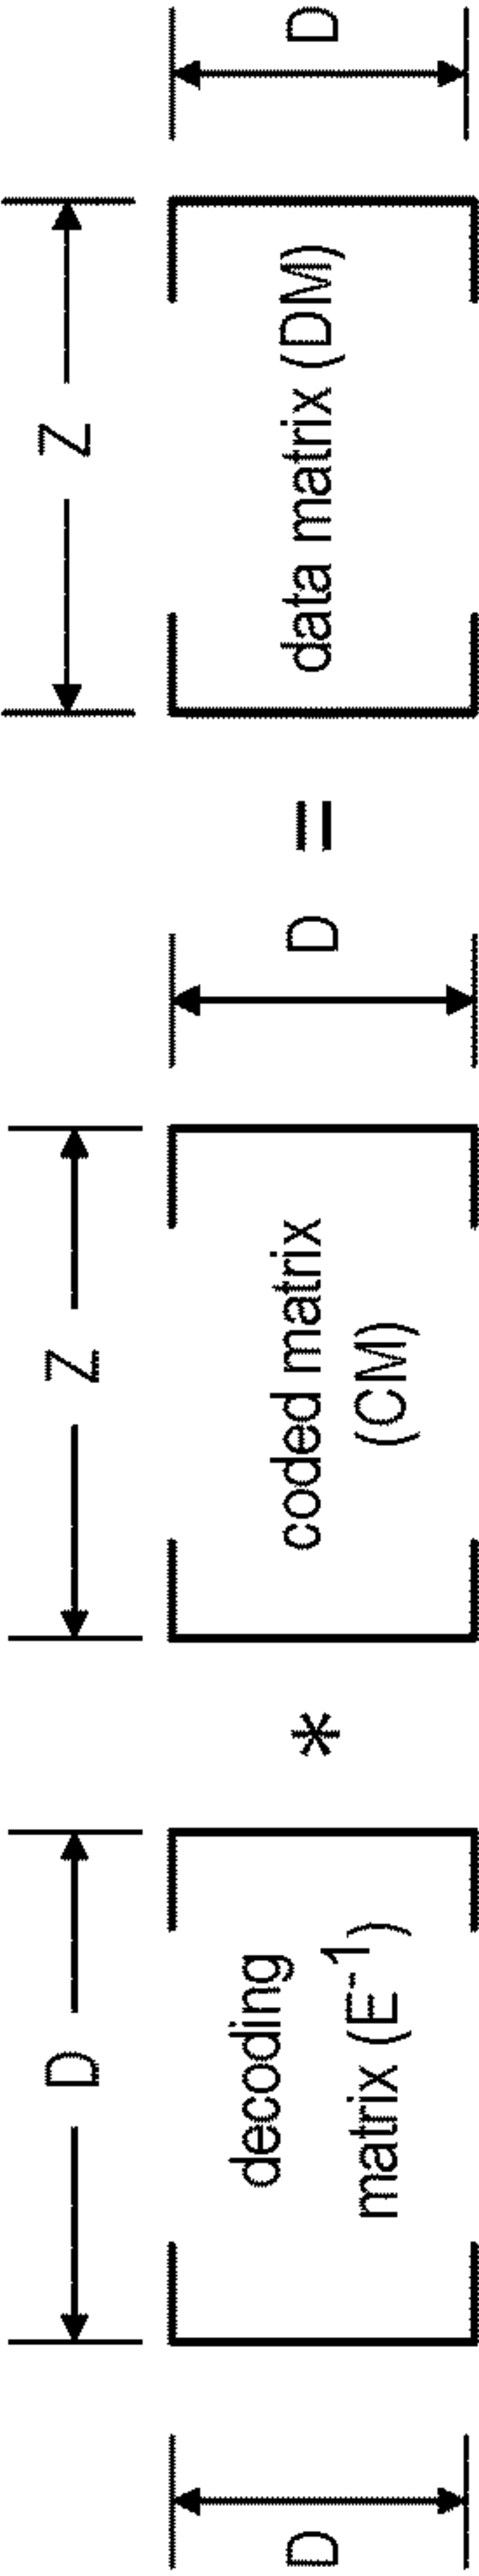 D
D
decoding
matrix (E⁻¹)
*
Z
coded matrix
(CM)
D
=
Z
data matrix (DM)
D